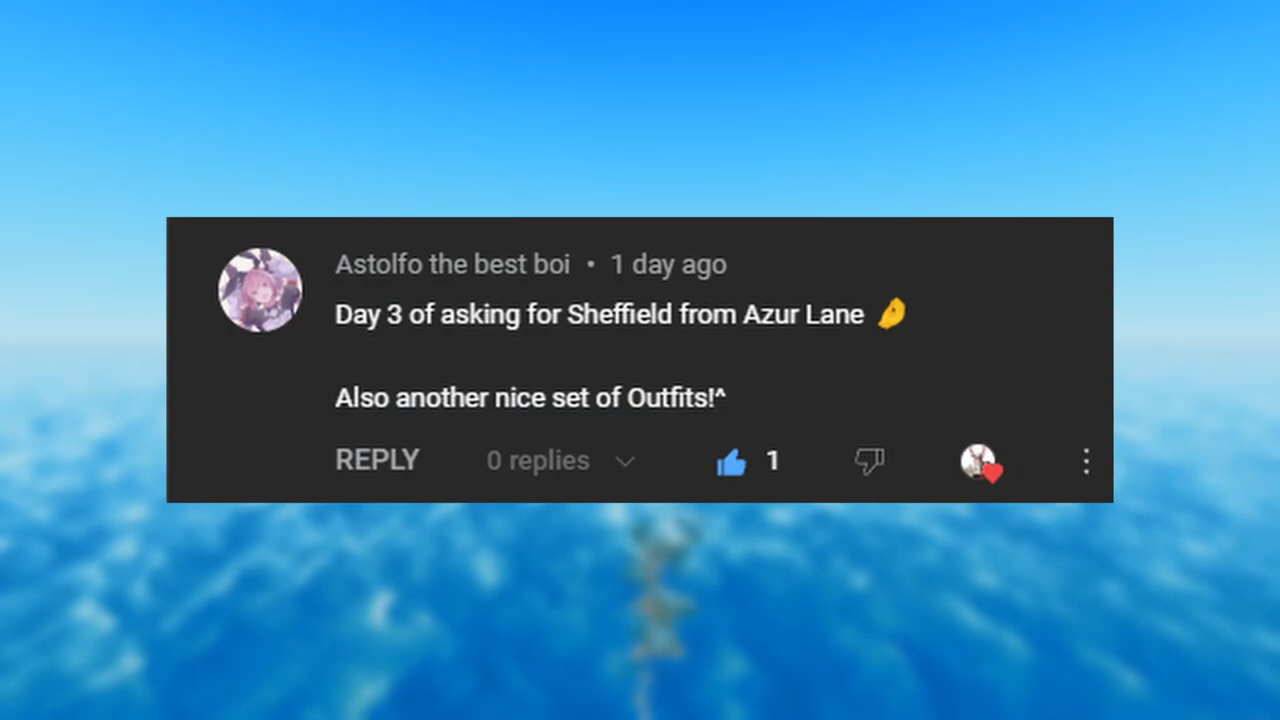 Astolfo the best boi • 1 day ago
Day 3 of asking for Sheffield from Azur Lane 🤌
Also another nice set of Outfits!^
REPLY 0 replies 1